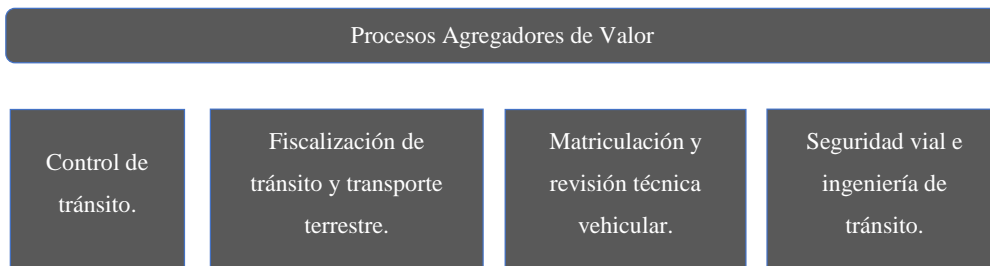 Procesos Agregadores de Valor
Control de
tránsito.
Fiscalización de
tránsito y transporte
terrestre.
Matriculación y
revisión técnica
vehicular.
Seguridad vial e
ingeniería de
tránsito.